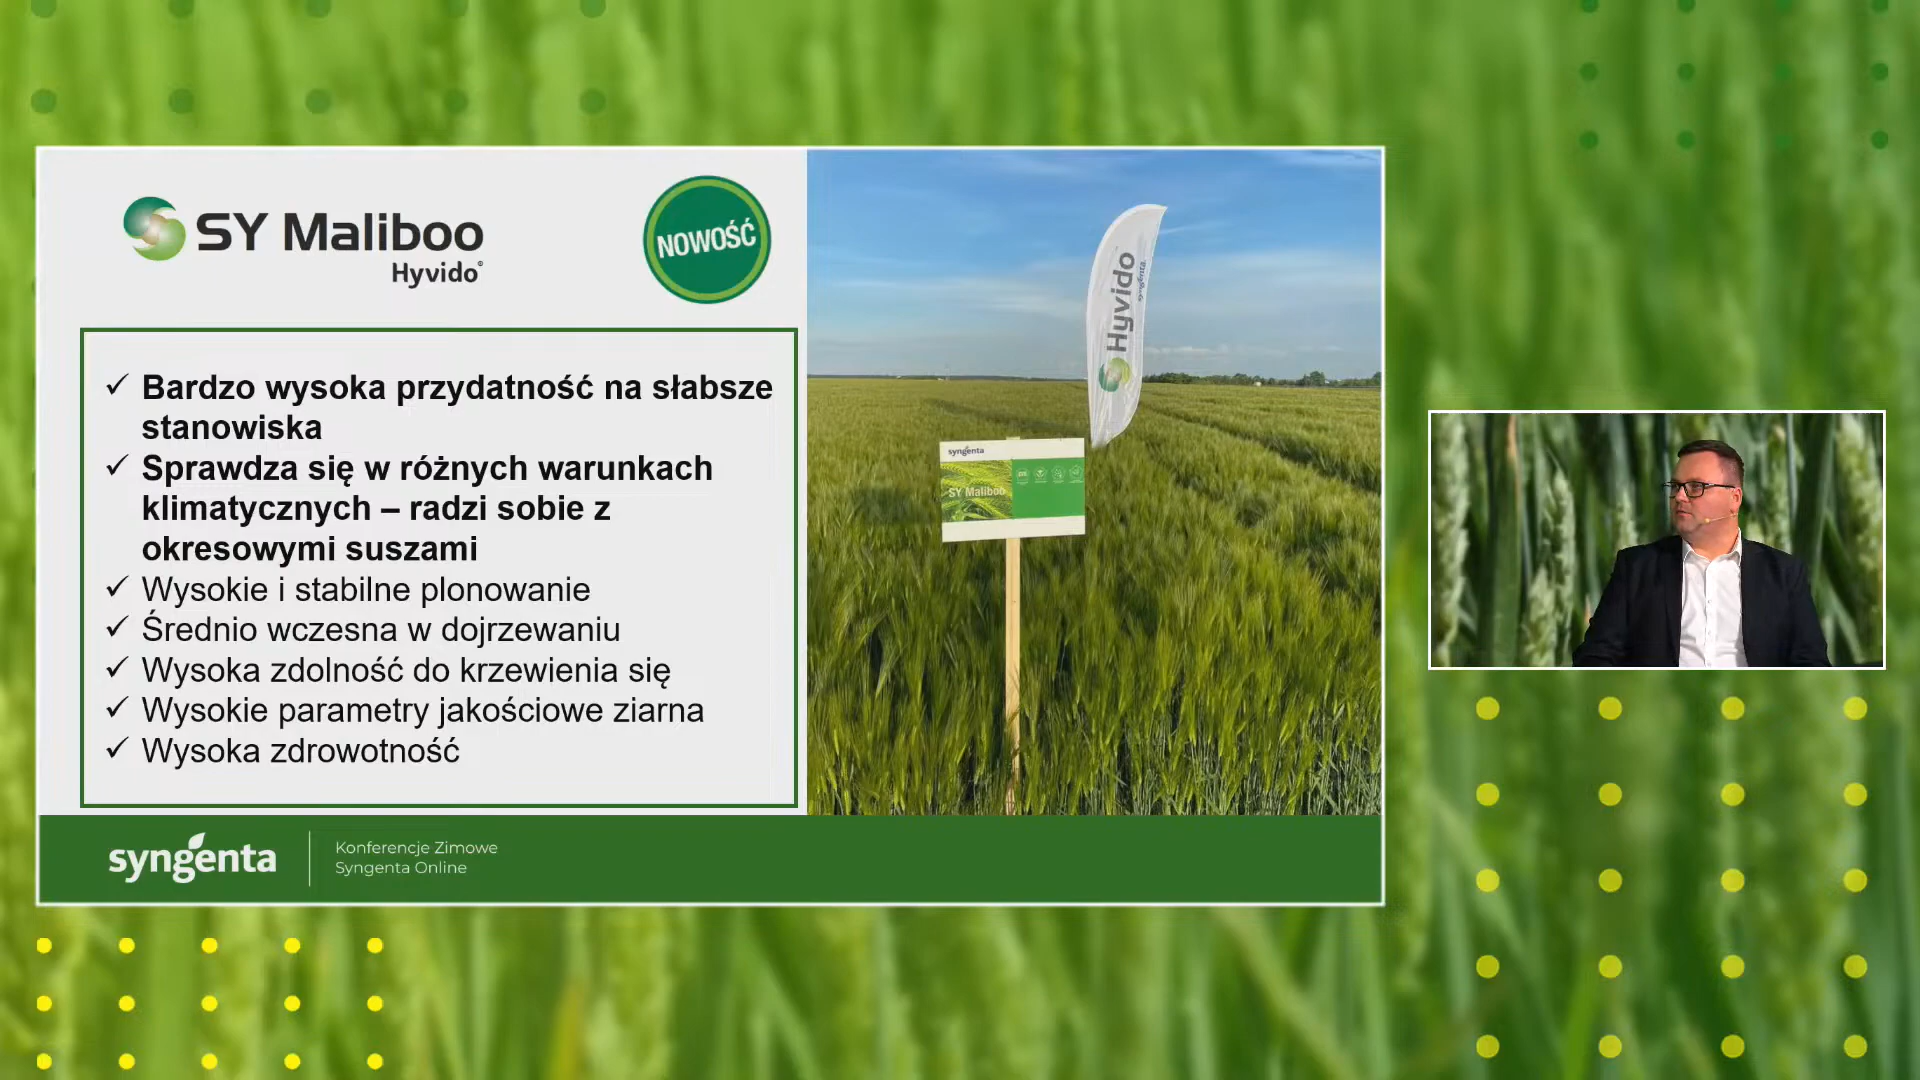 SY Maliboo
Hyvido®
NOWOŚĆ
✓ Bardzo wysoka przydatność na słabsze
stanowiska
✓ Sprawdza się w różnych warunkach
klimatycznych – radzi sobie z
okresowymi suszami
✓ Wysokie i stabilne plonowanie
✓ Średnio wczesna w dojrzewaniu
✓ Wysoka zdolność do krzewienia się
✓ Wysokie parametry jakościowe ziarna
✓ Wysoka zdrowotność
Hyvido
syngenta
syngenta
SY Maliboo
syngenta
Konferencje Zimowe
Syngenta Online